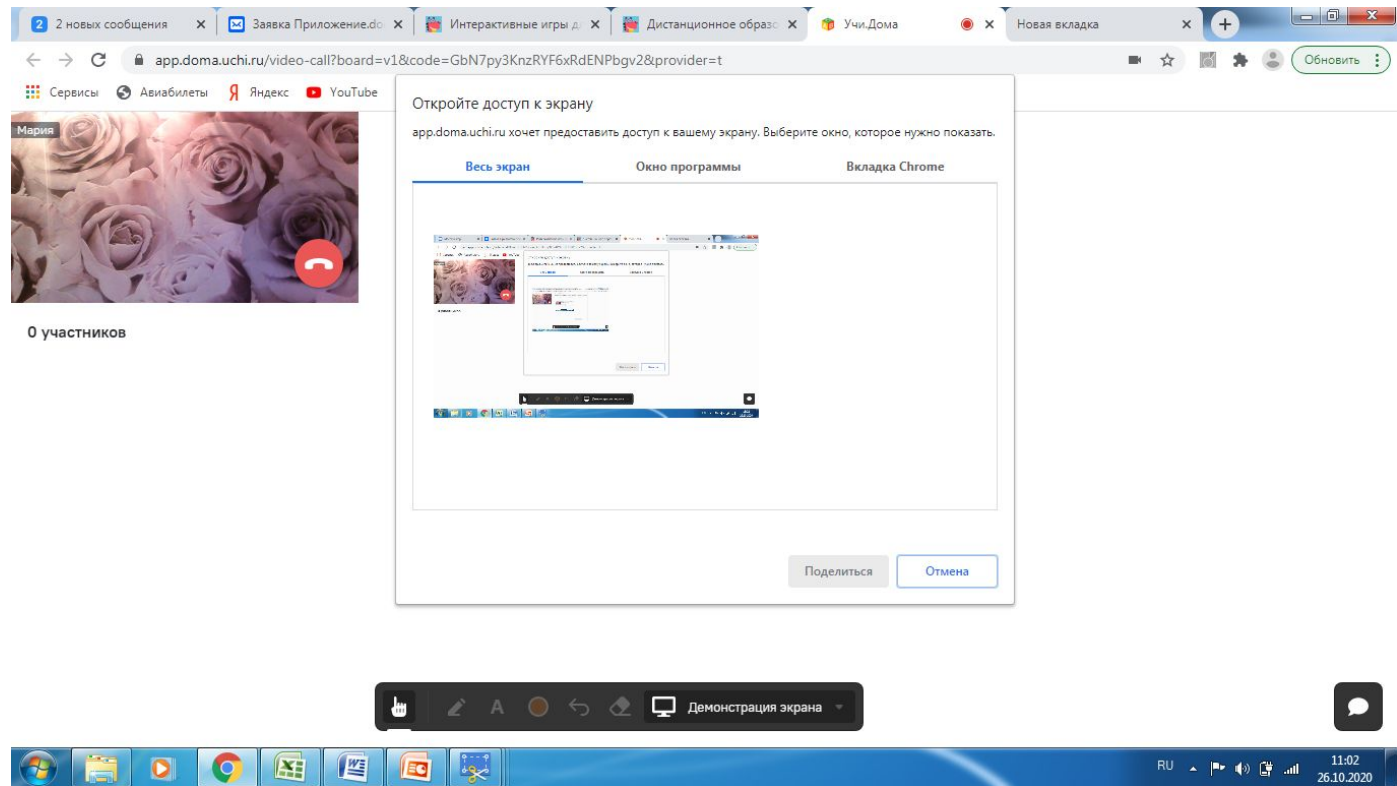 2 2 новых сообщения
Заявка Приложение.do
Интерактивные игры д
Дистанционное образо
Учи.Дома
Новая вкладка
app.doma.uchi.ru/video-call?board=v1&code=GbN7py3KnzRYF6xRdENPbgv2&provider=t
Обновить
Сервисы
Авиабилеты
Я Яндекс
YouTube
Мария
0 участников
Откройте доступ к экрану
app.doma.uchi.ru хочет предоставить доступ к вашему экрану. Выберите окно, которое нужно показать.
Весь экран
Окно программы
Вкладка Chrome
Поделиться
Отмена
A
Демонстрация экрана
RU
11:02
26.10.2020